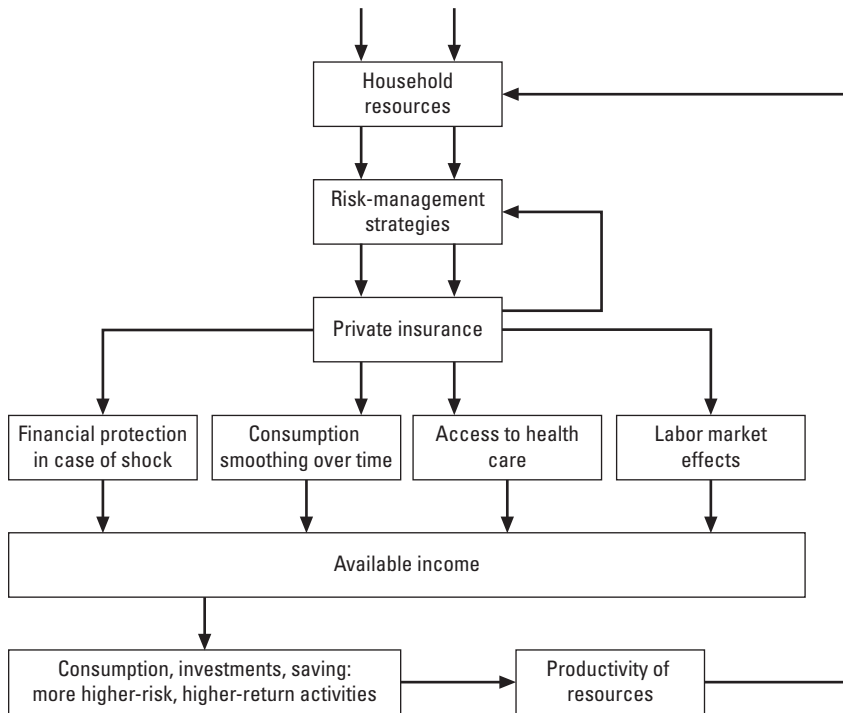 Household
resources
Risk-management
strategies
Private insurance
Financial protection
in case of shock
Consumption
smoothing over time
Access to health
care
Labor market
effects
Available income
Consumption, investments, saving:
more higher-risk, higher-return activities
Productivity of
resources